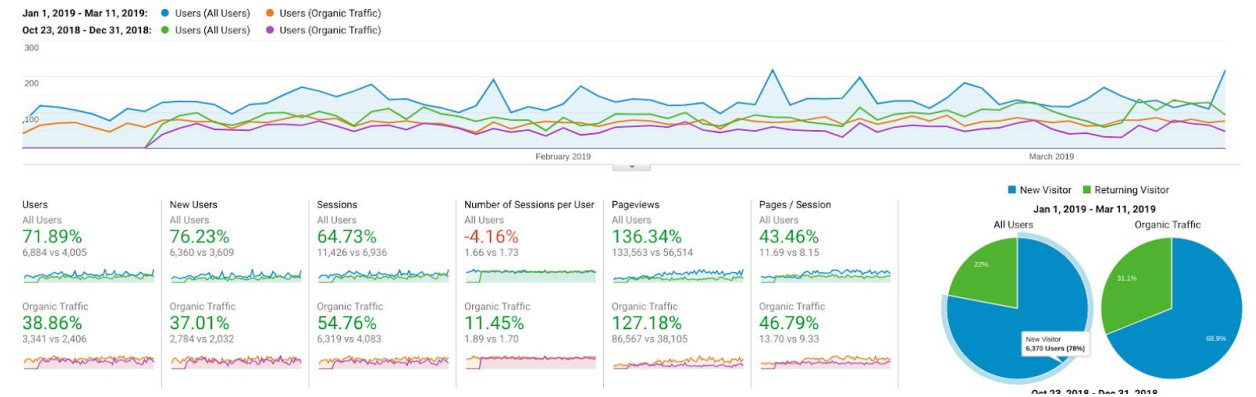 Jan 1, 2019 - Mar 11, 2019: Users (All Users) Users (Organic Traffic)
Oct 23, 2018 - Dec 31, 2018: Users (All Users) Users (Organic Traffic)
300
200
100
February 2019
March 2019
Users
All Users
71.89%
6,884 vs 4,005
Organic Traffic
38.86%
3,341 vs 2,406
New Users
All Users
76.23%
6,360 vs 3,609
Organic Traffic
37.01%
2,784 vs 2,032
Sessions
All Users
64.73%
11,426 vs 6,936
Organic Traffic
54.76%
6,319 vs 4,083
Number of Sessions per User
All Users
-4.16%
1.66 vs 1.73
Organic Traffic
11.45%
1.89 vs 1.70
Pageviews
All Users
136.34%
133,563 vs 56,514
Organic Traffic
127.18%
86,567 vs 38,105
Pages / Session
All Users
43.46%
11.69 vs 8.15
Organic Traffic
46.79%
13.70 vs 9.33
New Visitor Returning Visitor
Jan 1, 2019 - Mar 11, 2019
All Users
22%
New Visitor
6,370 Users (78%)
Organic Traffic
31.1%
68.9%
Oct 23, 2018 - Dec 31, 2018